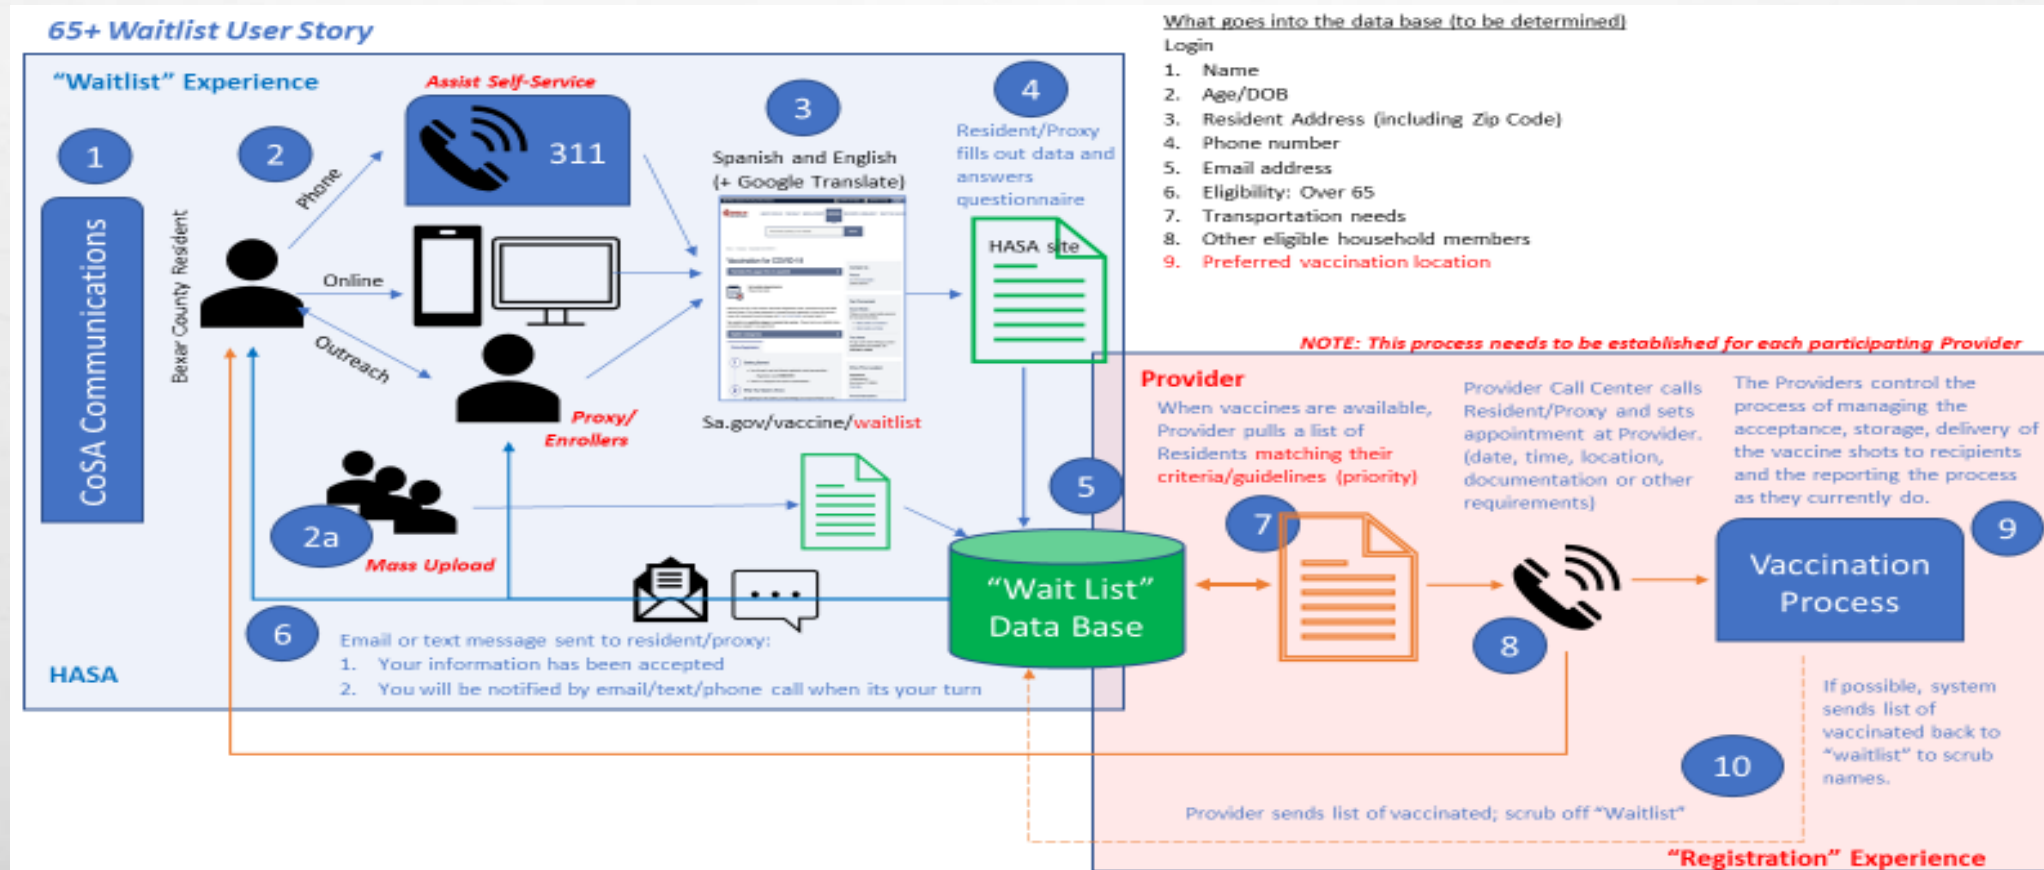 65+ Waitlist User Story
"Waitlist" Experience
1
CoSA Communications
2
Bexar County Resident
Phone
Online
Outreach
Assist Self-Service
311
Proxy/
Enrollers
2a
Mass Upload
3
Spanish and English
(+ Google Translate)
Vaccination for COVID-19
Sa.gov/vaccine/waitlist
4
Resident/Proxy
fills out data and
answers
questionnaire
HASA site
5
"Wait List"
Data Base
6
Email or text message sent to resident/proxy:
1. Your information has been accepted
2. You will be notified by email/text/phone call when its your turn
HASA
What goes into the data base (to be determined)
Login
1. Name
2. Age/DOB
3. Resident Address (including Zip Code)
4. Phone number
5. Email address
6. Eligibility: Over 65
7. Transportation needs
8. Other eligible household members
9. Preferred vaccination location
NOTE: This process needs to be established for each participating Provider
Provider
When vaccines are available,
Provider pulls a list of
Residents matching their
criteria/guidelines (priority)
7
Provider Call Center calls
Resident/Proxy and sets
appointment at Provider.
(date, time, location,
documentation or other
requirements)
8
The Providers control the
process of managing the
acceptance, storage, delivery of
the vaccine shots to recipients
and the reporting the process
as they currently do.
9
Vaccination
Process
If possible, system
sends list of
vaccinated back to
"waitlist" to scrub
names.
10
Provider sends list of vaccinated; scrub off "Waitlist"
"Registration" Experience